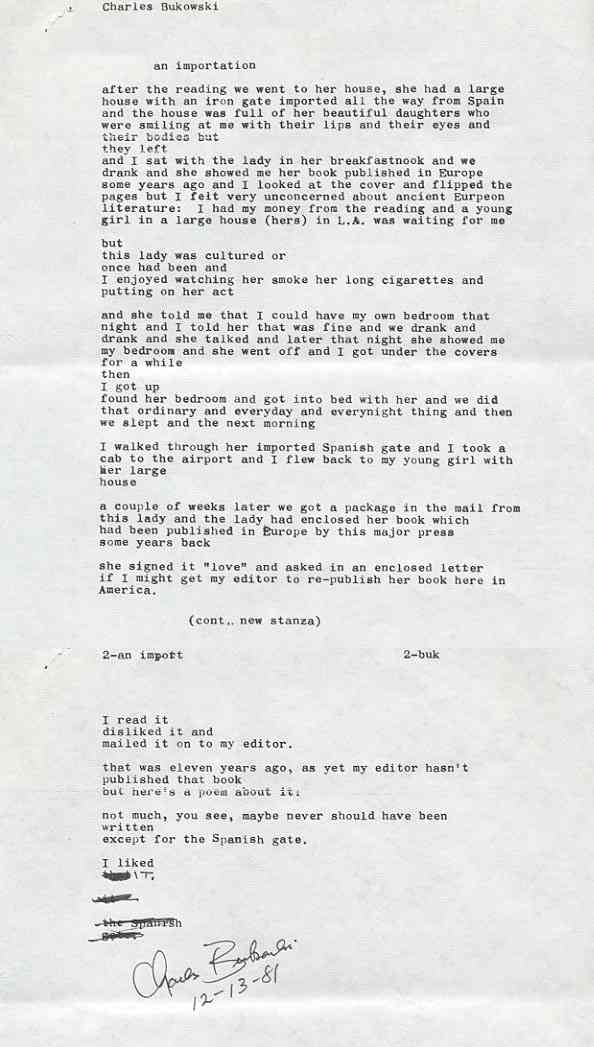 Charles Bukowski
an importation
after the reading we went to her house, she had a large
house with an iron gate imported all the way from Spain
and the house was full of her beautiful daughters who
were smiling at me with their lips and their eyes and
their bodies but
they left
and I sat with the lady in her breakfastnook and we
drank and she showed me her book published in Europe
some years ago and I looked at the cover and flipped the
pages but I felt very unconcerned about ancient Eurpeon
literature: I had my money from the reading and a young
girl in a large house (hers) in L.A. was waiting for me
but
this lady was cultured or
once had been and
I enjoyed watching her smoke her long cigarettes and
putting on her act
and she told me that I could have my own bedroom that
night and I told her that was fine and we drank and
drank and she talked and later that night she showed me
my bedroom and she went off and I got under the covers
for a while
then
I got up
found her bedroom and got into bed with her and we did
that ordinary and everyday and everynight thing and then
we slept and the next morning
I walked through her imported Spanish gate and I took a
cab to the airport and I flew back to my young girl with
her large
house
a couple of weeks later we got a package in the mail from
this lady and the lady had enclosed her book which
had been published in Europe by this major press
some years back
she signed it "love" and asked in an enclosed letter
if I might get my editor to re-publish her book here in
America.
(cont,. new stanza)
2-an import
2-buk
I read it
disliked it and
mailed it on to my editor.
that was eleven years ago, as yet my editor hasn't
published that book
but here's a poem about it:
not much, you see, maybe never should have been
written
except for the Spanish gate.
I liked
IT.
the Spanish
gate.
Charles Bukowski
12-13-81